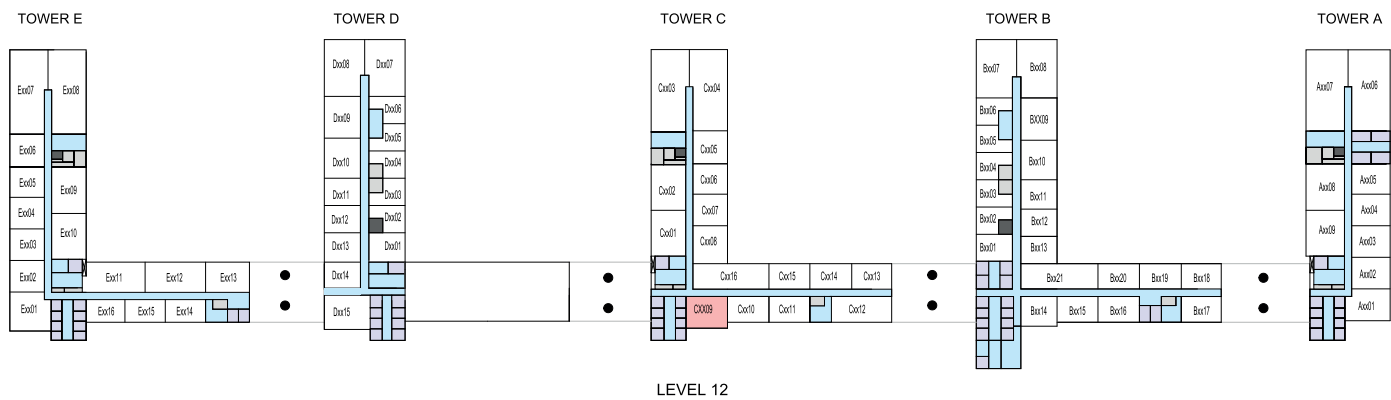 TOWER E
TOWER D
TOWER C
TOWER B
TOWER A
Exx07
Exx08
Exx06
Exx05
Exx09
Exx04
Exx03
Exx10
Exx02
Exx11
Exx12
Exx13
Exx01
Exx16
Exx15
Exx14
Dxx08
Dxx07
Dxx09
Dxx06
Dxx05
Dxx10
Dxx04
Dxx11
Dxx03
Dxx12
Dxx02
Dxx13
Dxx01
Dxx14
Dxx15
Cxx03
Cxx04
Cxx05
Cxx02
Cxx06
Cxx07
Cxx01
Cxx08
Cxx16
Cxx15
Cxx14
Cxx13
CXX09
Cxx10
Cxx11
Cxx12
Bxx07
Bxx08
Bxx06
BXX09
Bxx05
Bxx04
Bxx10
Bxx03
Bxx11
Bxx02
Bxx12
Bxx01
Bxx13
Bxx21
Bxx20
Bxx19
Bxx18
Bxx14
Bxx15
Bxx16
Bxx17
Axx07
Axx06
Axx08
Axx05
Axx04
Axx09
Axx03
Axx02
Axx01
LEVEL 12